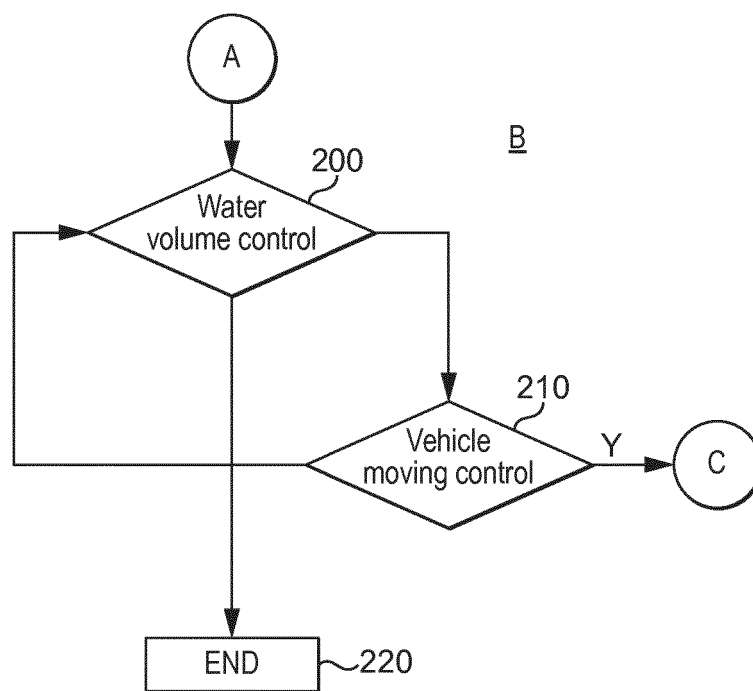 A
B
200
Water
volume control
210
Vehicle
moving control
Y
C
END
220